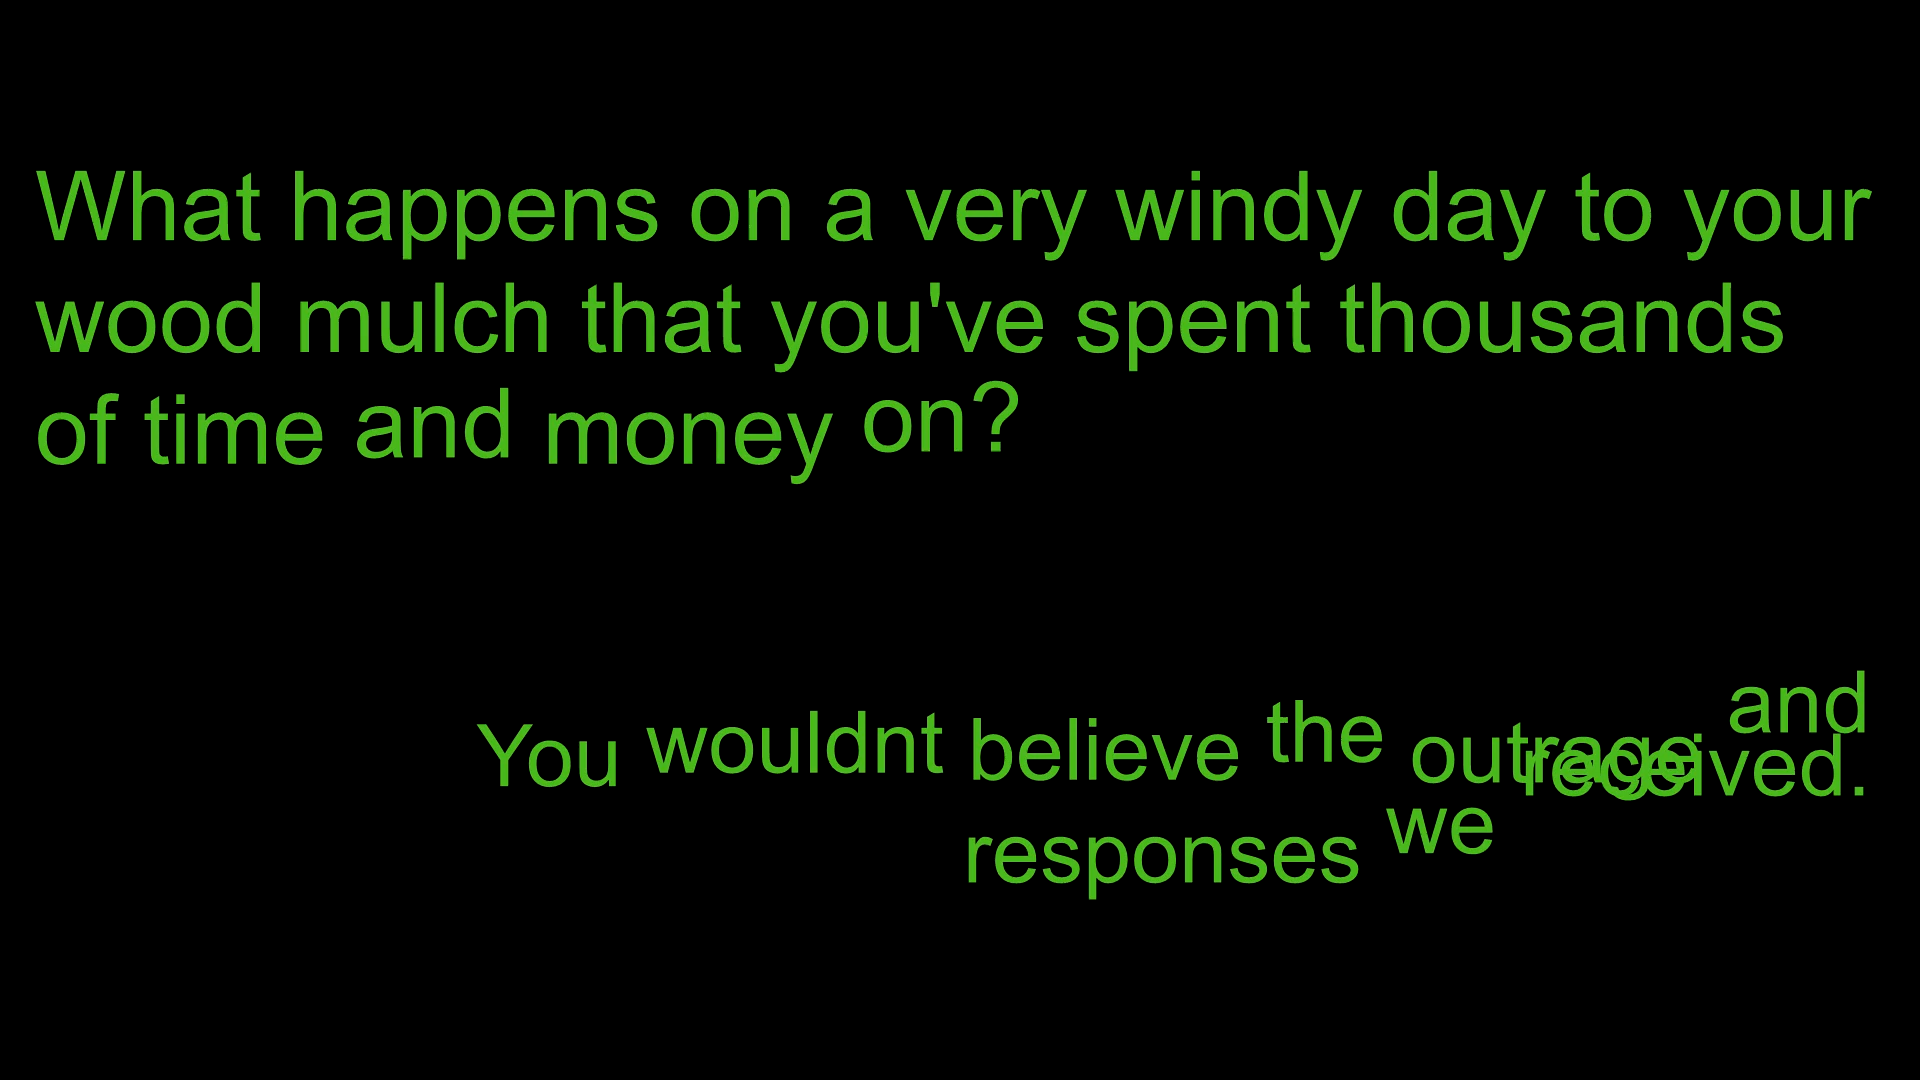 What happens on a very windy day to your
wood mulch that you've spent thousands
of time and money on?
You wouldnt believe the outrage and
responses we received.